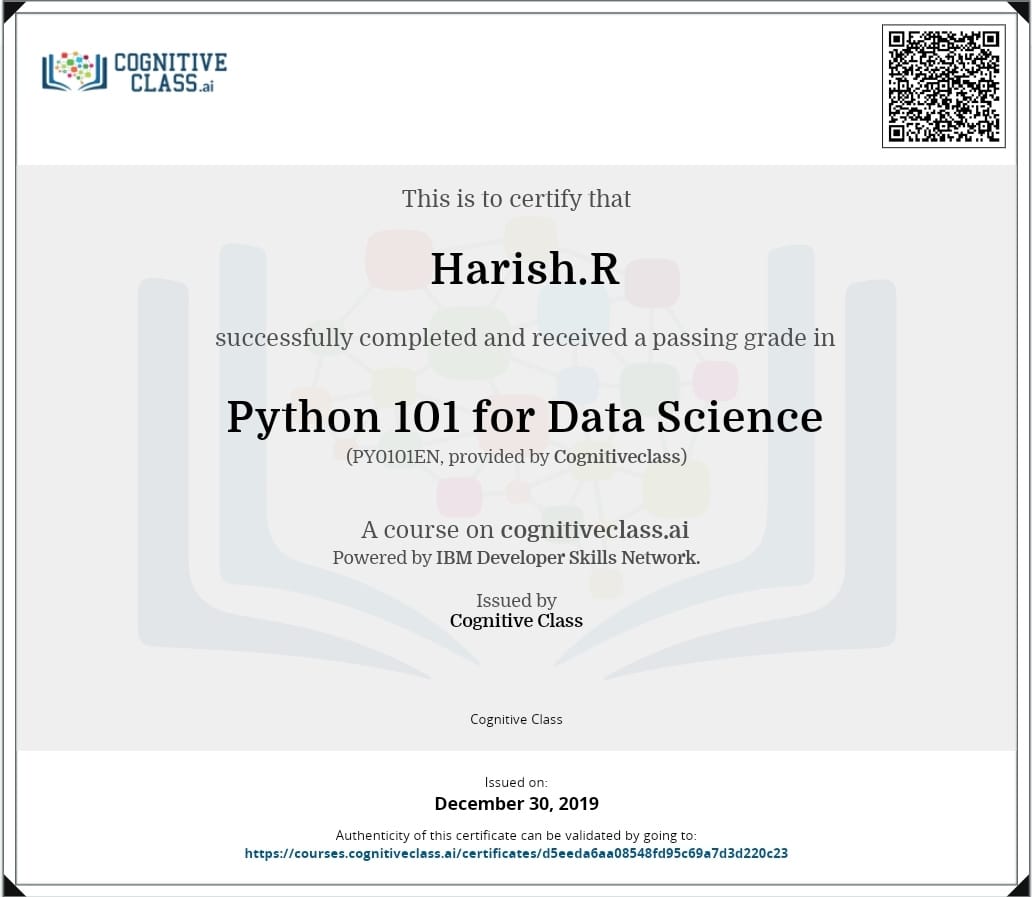 COGNITIVE
CLASS.ai
This is to certify that
Harish.R
successfully completed and received a passing grade in
Python 101 for Data Science
(PY0101EN, provided by Cognitiveclass)
A course on cognitiveclass.ai
Powered by IBM Developer Skills Network.
Issued by
Cognitive Class
Cognitive Class
Issued on:
December 30, 2019
Authenticity of this certificate can be validated by going to:
https://courses.cognitiveclass.ai/certificates/d5eeda6aa08548fd95c69a7d3d220c23